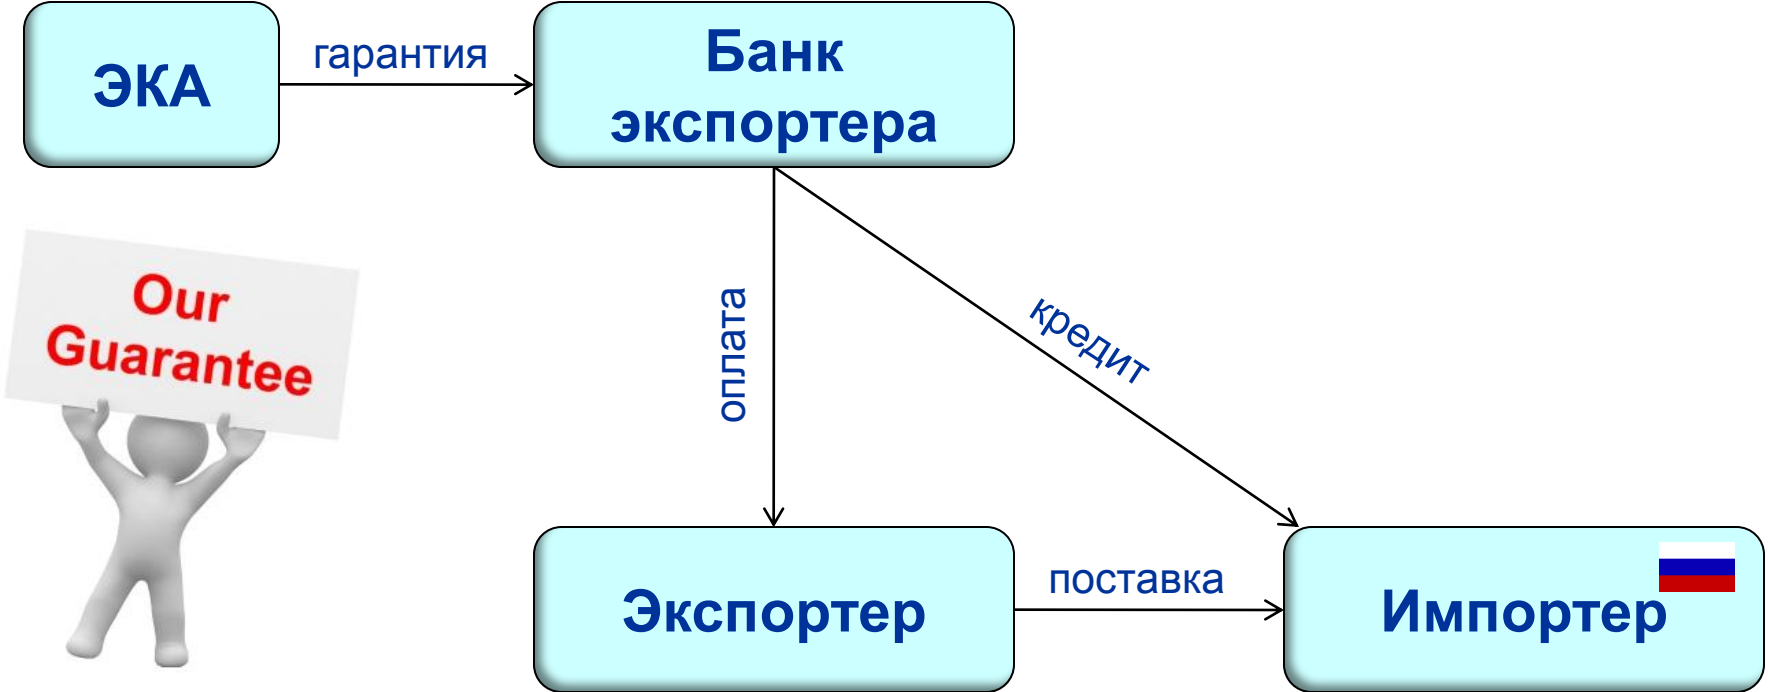 ЭКА
гарантия
Банк
экспортера
Our
Guarantee
оплата
кредит
Экспортер
поставка
Импортер